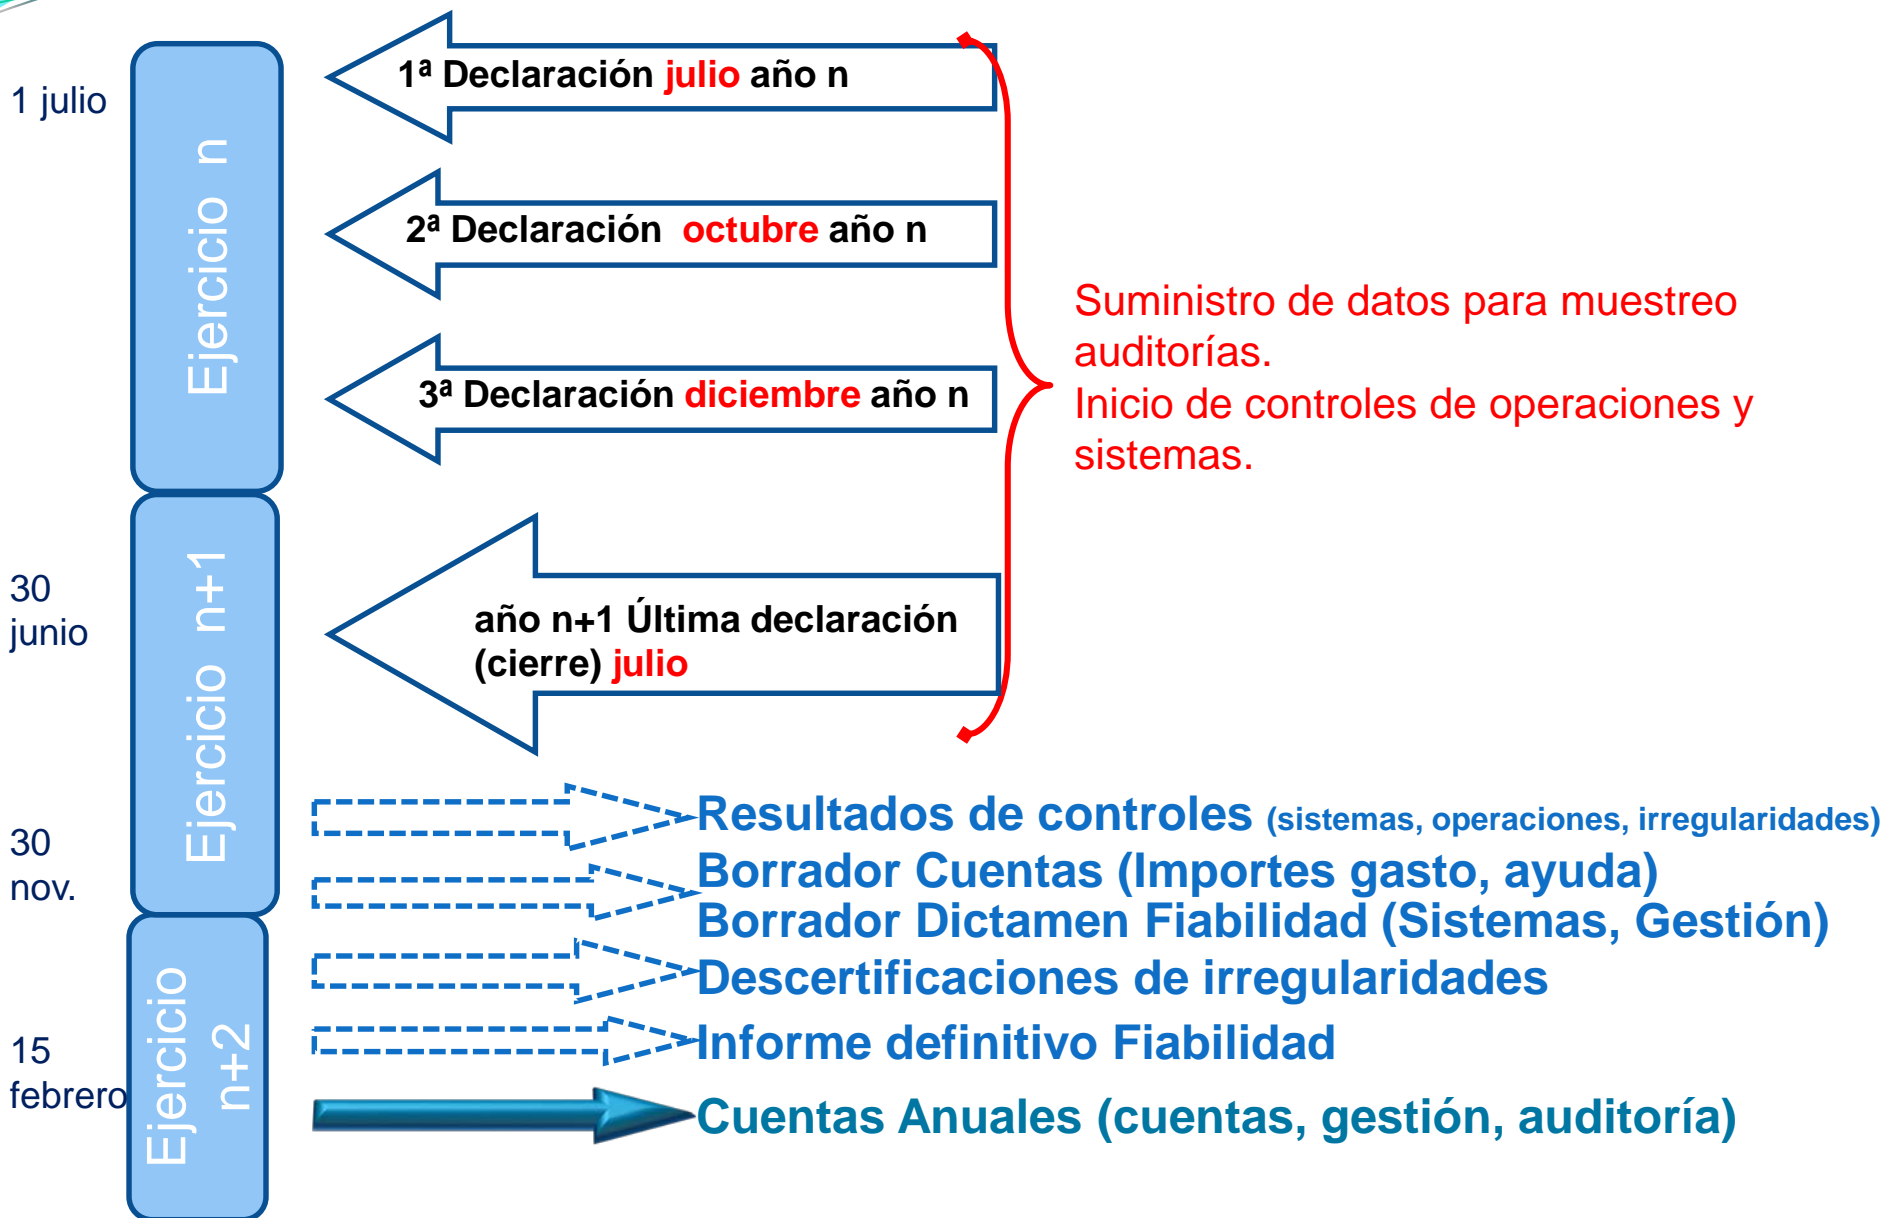 1 julio
30
junio
30
nov.
15
febrero
Ejercicio n
Ejercicio n+1
Ejercicio
n+2
1ª Declaración julio año n
2ª Declaración octubre año n
3ª Declaración diciembre año n
año n+1 Última declaración
(cierre) julio
Suministro de datos para muestreo
auditorías.
Inicio de controles de operaciones y
sistemas.
Resultados de controles (sistemas, operaciones, irregularidades)
Borrador Cuentas (Importes gasto, ayuda)
Borrador Dictamen Fiabilidad (Sistemas, Gestión)
Descertificaciones de irregularidades
Informe definitivo Fiabilidad
Cuentas Anuales (cuentas, gestión, auditoría)